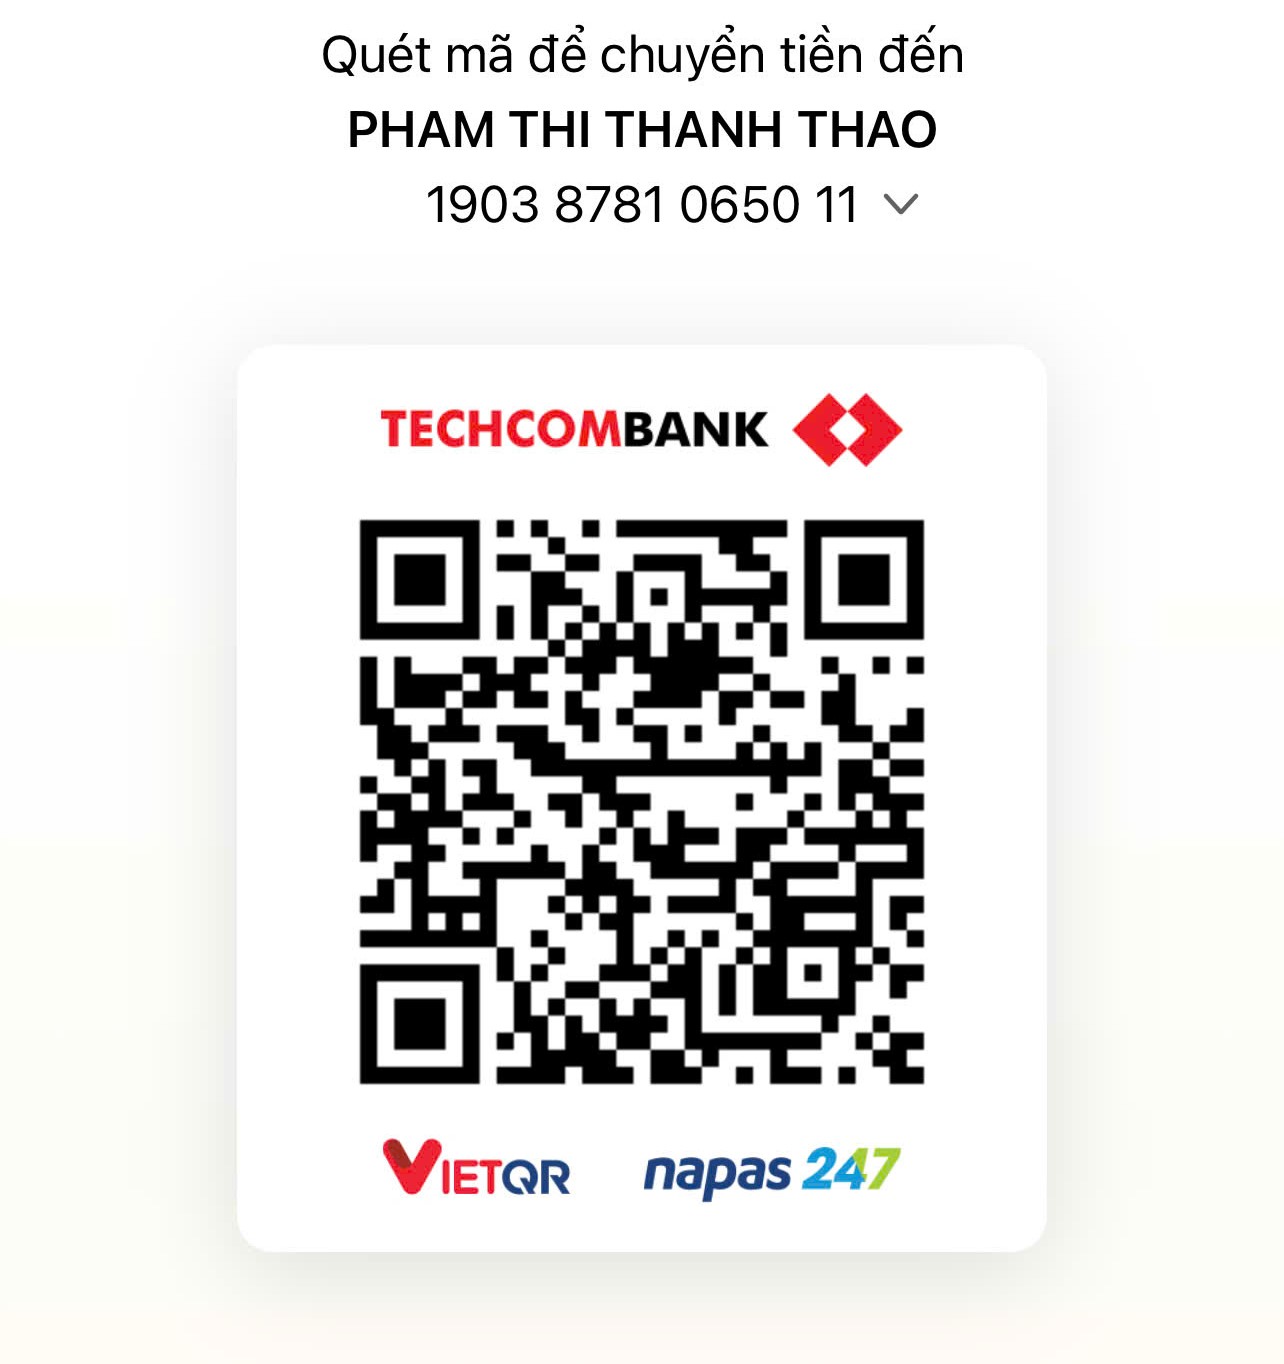 Quét mã để chuyển tiền đến
PHAM THI THANH THAO
1903 8781 0650 11
TECHCOMBANK
VIETQR
napas 247